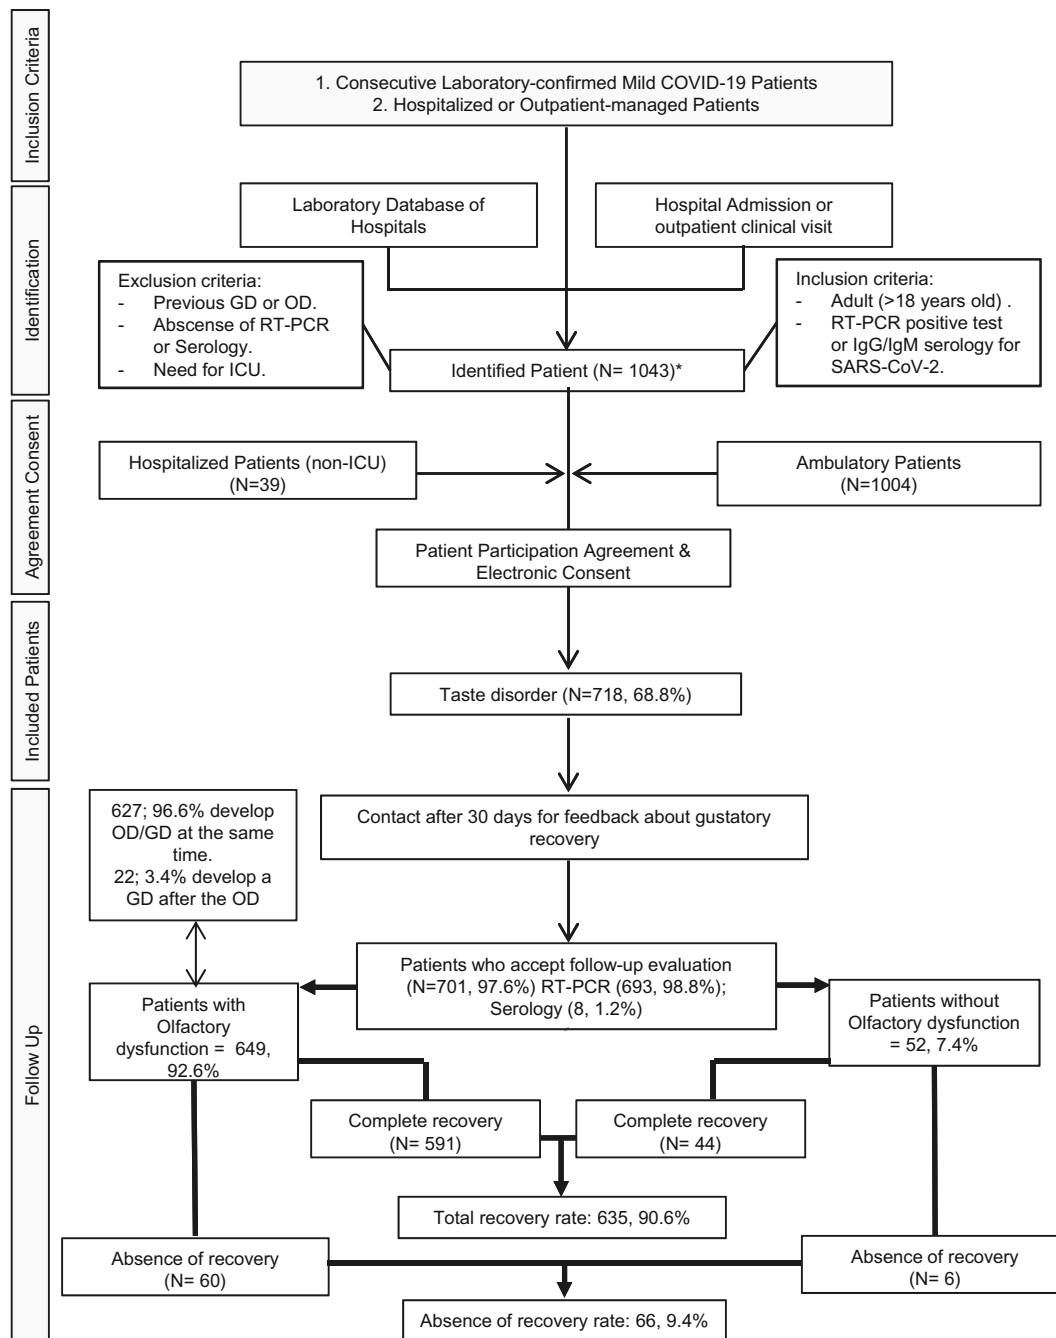 Inclusion Criteria
1. Consecutive Laboratory-confirmed Mild COVID-19 Patients
2. Hospitalized or Outpatient-managed Patients
Identification
Laboratory Database of
Hospitals
Hospital Admission or
outpatient clinical visit
Exclusion criteria:
- Previous GD or OD.
- Abscense of RT-PCR
or Serology.
- Need for ICU.
Inclusion criteria:
- Adult (>18 years old) .
- RT-PCR positive test
or IgG/IgM serology for
SARS-CoV-2.
Identified Patient (N= 1043)*
Agreement Consent
Hospitalized Patients (non-ICU)
(N=39)
Ambulatory Patients
(N=1004)
Patient Participation Agreement &
Electronic Consent
Included Patients
Taste disorder (N=718, 68.8%)
Follow Up
Contact after 30 days for feedback about gustatory
recovery
627; 96.6% develop
OD/GD at the same
time.
22; 3.4% develop a
GD after the OD
Patients who accept follow-up evaluation
(N=701, 97.6%) RT-PCR (693, 98.8%);
Serology (8, 1.2%)
Patients with
Olfactory
dysfunction = 649,
92.6%
Patients without
Olfactory dysfunction
= 52, 7.4%
Complete recovery
(N= 591)
Complete recovery
(N= 44)
Total recovery rate: 635, 90.6%
Absence of recovery
(N= 60)
Absence of recovery
(N= 6)
Absence of recovery rate: 66, 9.4%